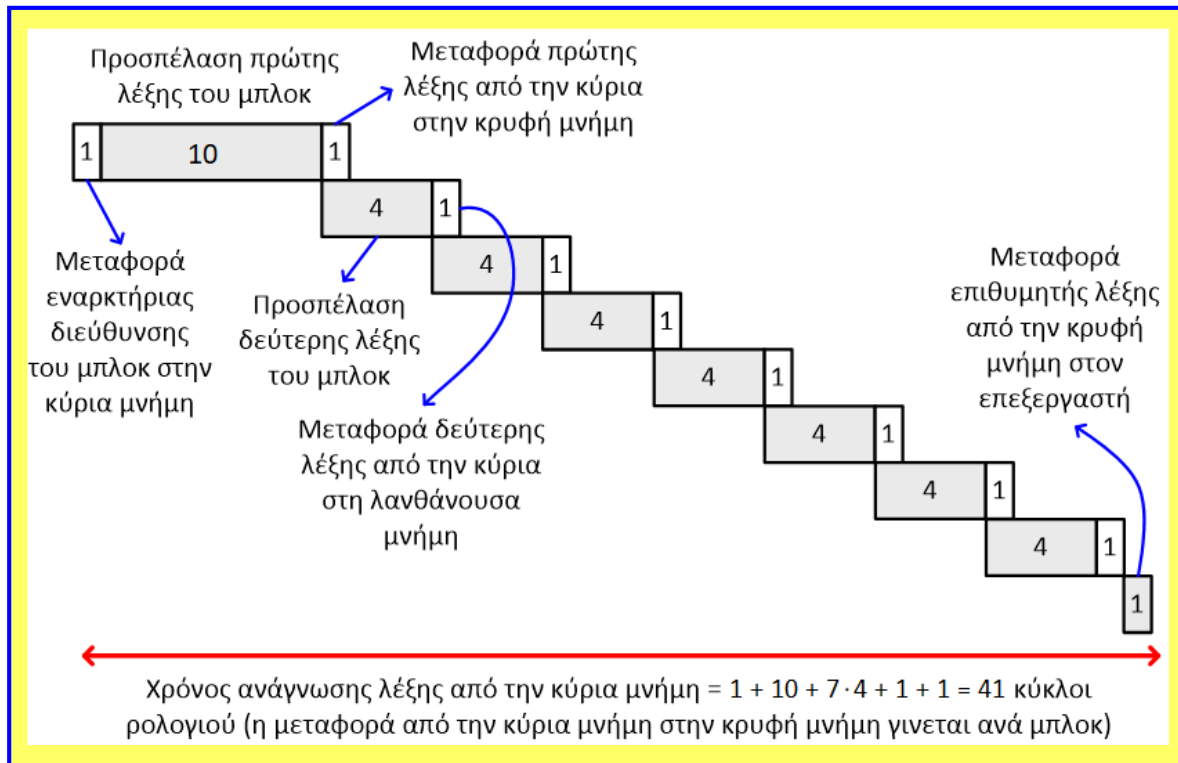 Προσπέλαση πρώτης
λέξης του μπλοκ
Μεταφορά πρώτης
λέξης από την κύρια
στην κρυφή μνήμη
1
10
1
4
1
4
1
4
1
4
1
4
1
4
1
4
1
1
Μεταφορά
εναρκτήριας
διεύθυνσης
του μπλοκ στην
κύρια μνήμη
Προσπέλαση
δεύτερης λέξης
του μπλοκ
Μεταφορά δεύτερης
λέξης από την κύρια
στη λανθάνουσα
μνήμη
Μεταφορά
επιθυμητής λέξης
από την κρυφή
μνήμη στον
επεξεργαστή
Χρόνος ανάγνωσης λέξης από την κύρια μνήμη = 1 + 10 + 7·4 + 1 + 1 = 41 κύκλοι
ρολογιού (η μεταφορά από την κύρια μνήμη στην κρυφή μνήμη γινεται ανά μπλοκ)